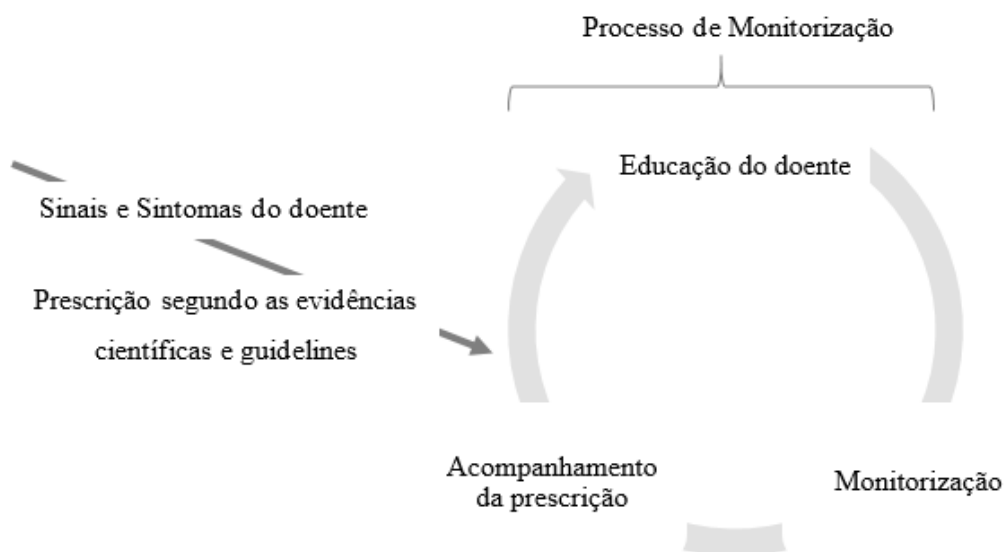 Processo de Monitorização
Educação do doente
Sinais e Sintomas do doente
Prescrição segundo as evidências
científicas e guidelines
Acompanhamento
da prescrição
Monitorização